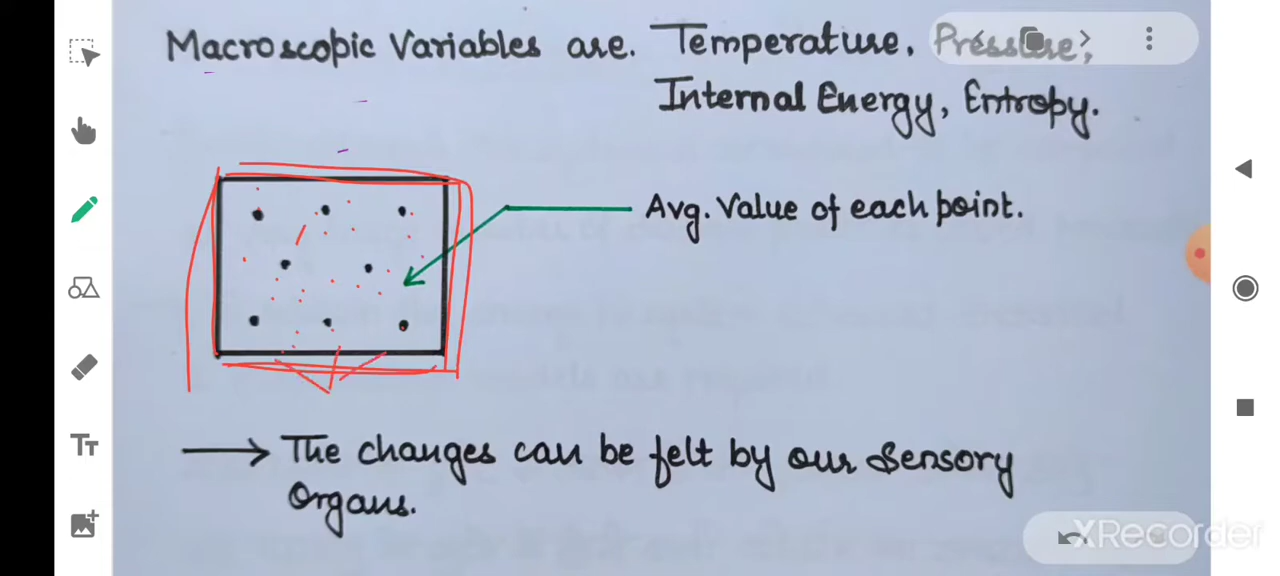 Macroscopic Variables are. Temperature, Pressure,
Internal Energy, Entropy.
Avg. Value of each point.
→ The changes can be felt by our Sensory
Organs.
Tт
XRecorder